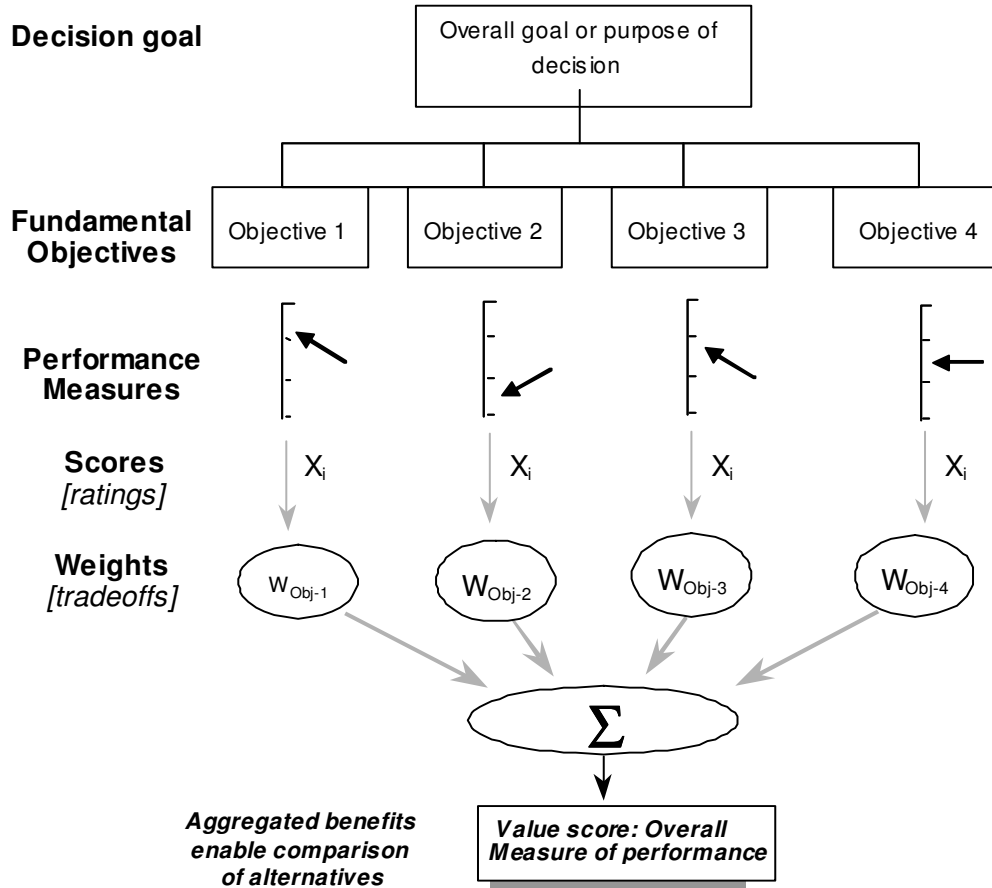 Decision goal
Overall goal or purpose of
decision
Fundamental
Objectives
Objective 1
Objective 2
Objective 3
Objective 4
Performance
Measures
Scores
[ratings]
Xi
Xi
Xi
Xi
Weights
[tradeoffs]
WObj-1
WObj-2
WObj-3
WObj-4
Σ
Aggregated benefits
enable comparison
of alternatives
Value score: Overall
Measure of performance